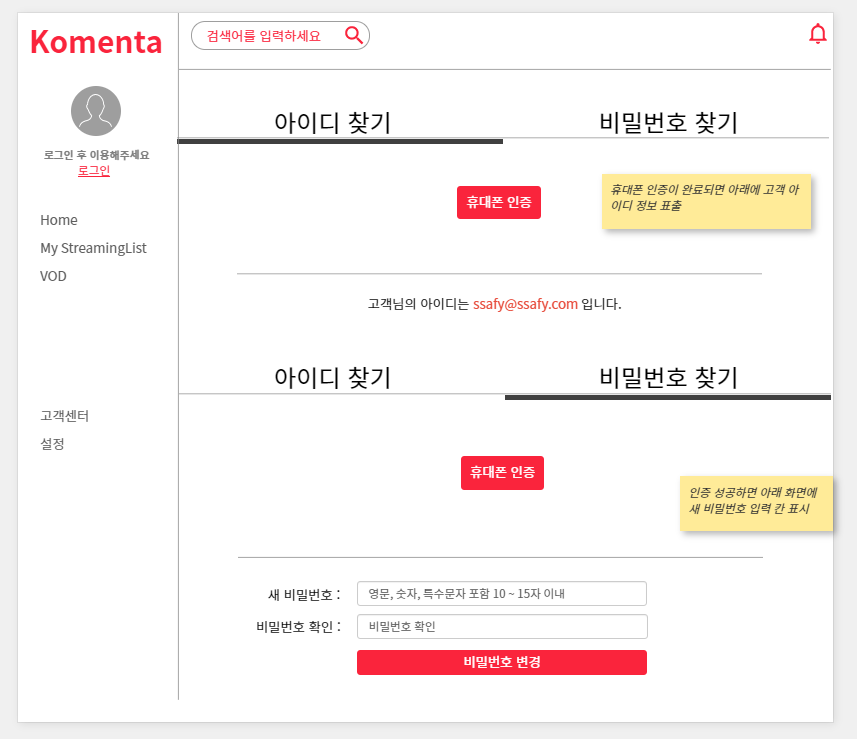 Komenta
검색어를 입력하세요
로그인 후 이용해주세요
로그인
Home
My StreamingList
VOD
고객센터
설정
아이디 찾기
비밀번호 찾기
휴대폰 인증
휴대폰 인증이 완료되면 아래에 고객 아
이디 정보 표출
고객님의 아이디는 ssafy@ssafy.com 입니다.
아이디 찾기
비밀번호 찾기
휴대폰 인증
인증 성공하면 아래 화면에
새 비밀번호 입력 칸 표시
새 비밀번호 :
영문, 숫자, 특수문자 포함 10 ~ 15자 이내
비밀번호 확인 :
비밀번호 확인
비밀번호 변경